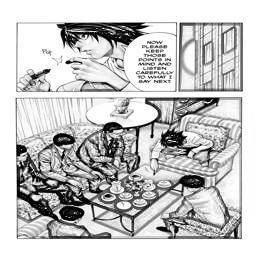 NOW
PLEASE
KEEP
THOSE
POINTS IN
MIND AND
LISTEN
CAREFULLY
TO WHAT I
SAY NEXT.